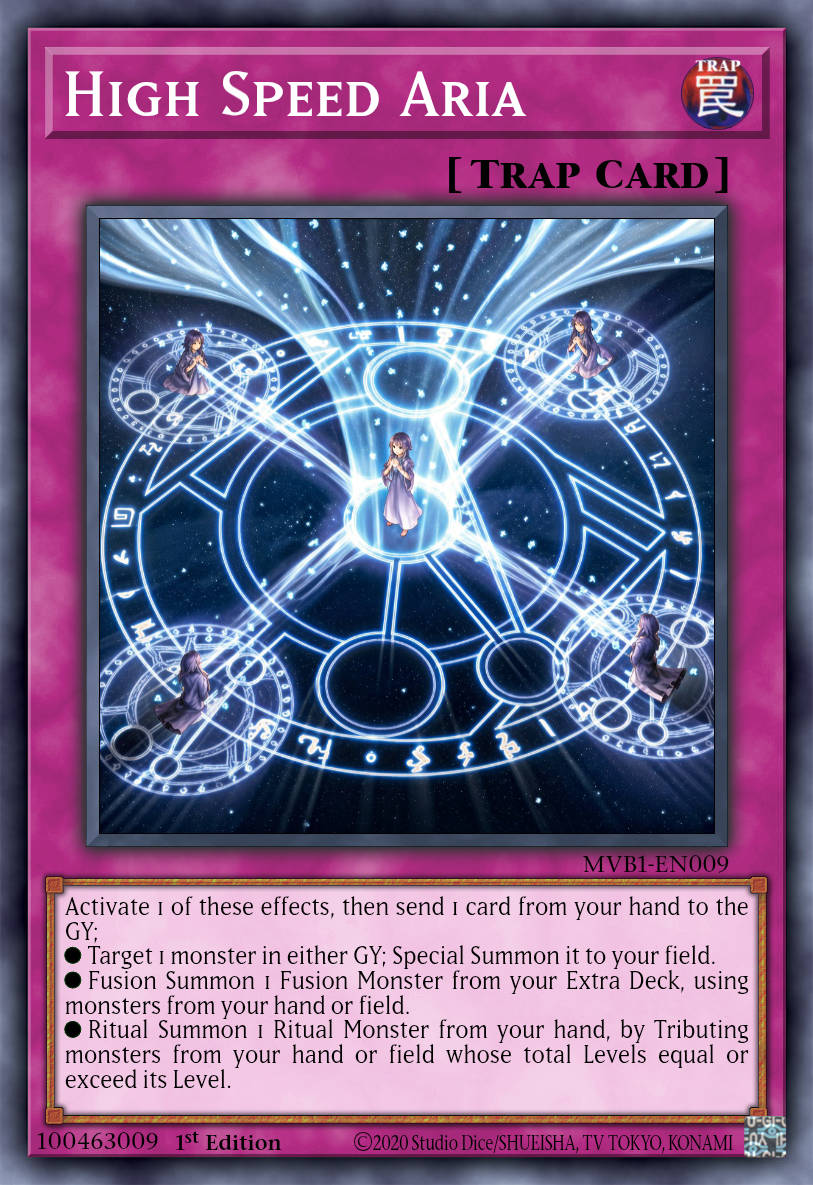 High Speed Aria
TRAP
罠
[Trap Card]
MVB1-EN009
Activate 1 of these effects, then send 1 card from your hand to the
GY;
● Target 1 monster in either GY; Special Summon it to your field.
● Fusion Summon 1 Fusion Monster from your Extra Deck, using
monsters from your hand or field.
● Ritual Summon 1 Ritual Monster from your hand, by Tributing
monsters from your hand or field whose total Levels equal or
exceed its Level.
100463009 1st Edition ©2020 Studio Dice/SHUEISHA, TV TOKYO, KONAMI